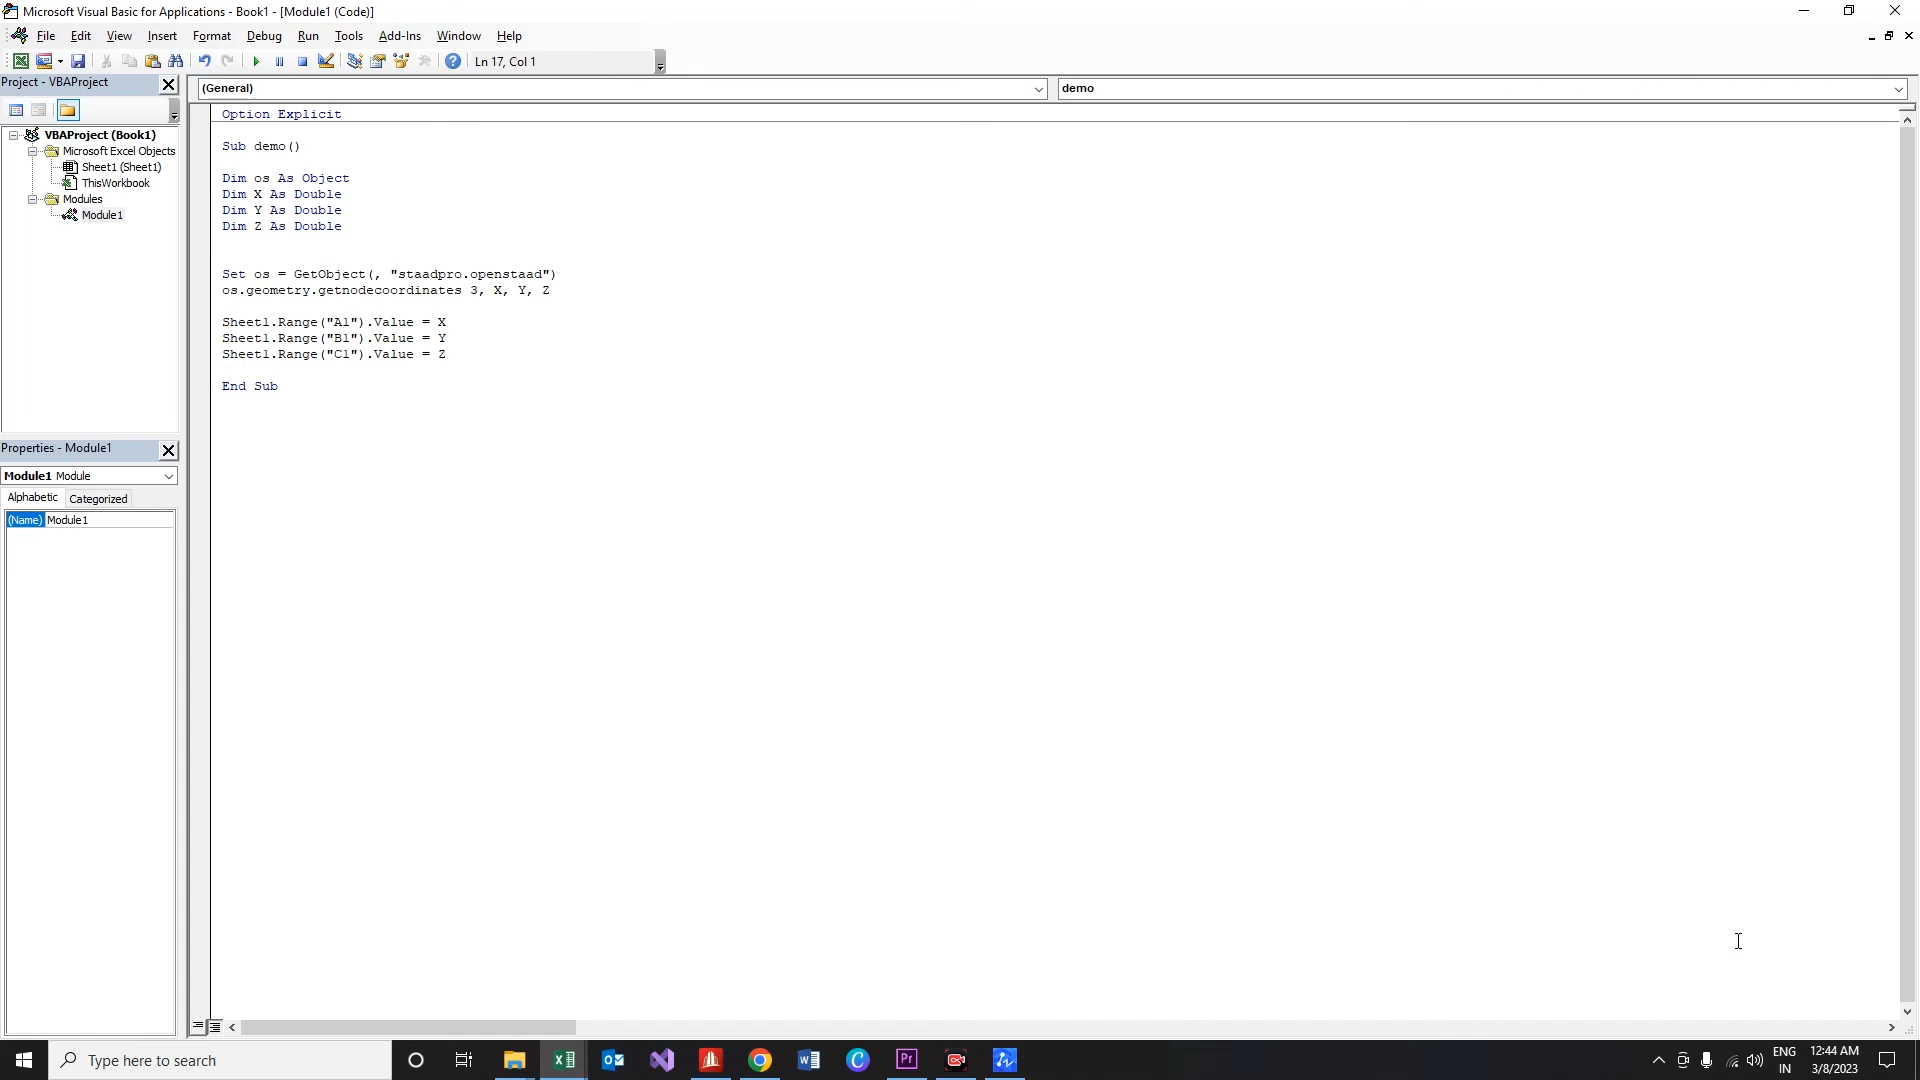 Microsoft Visual Basic for Applications - Book1 - [Module1 (Code)]
File Edit View Insert Format Debug Run Tools Add-Ins Window Help
Ln 17, Col 1
Project - VBAProject
(General)
demo
VBAProject (Book1)
Microsoft Excel Objects
Sheet1 (Sheet1)
ThisWorkbook
Modules
Module1
Option Explicit
Sub demo()
Dim os As Object
Dim X As Double
Dim Y As Double
Dim Z As Double
Set os = GetObject(, "staadpro.openstaad")
os.geometry.getnodecoordinates 3, X, Y, Z
Sheet1.Range("A1").Value = X
Sheet1.Range("B1").Value = Y
Sheet1.Range("C1").Value = Z
End Sub
Properties - Module1
Module1 Module
Alphabetic Categorized
(Name) Module1
Type here to search
Pr
ENG
IN
12:44 AM
3/8/2023